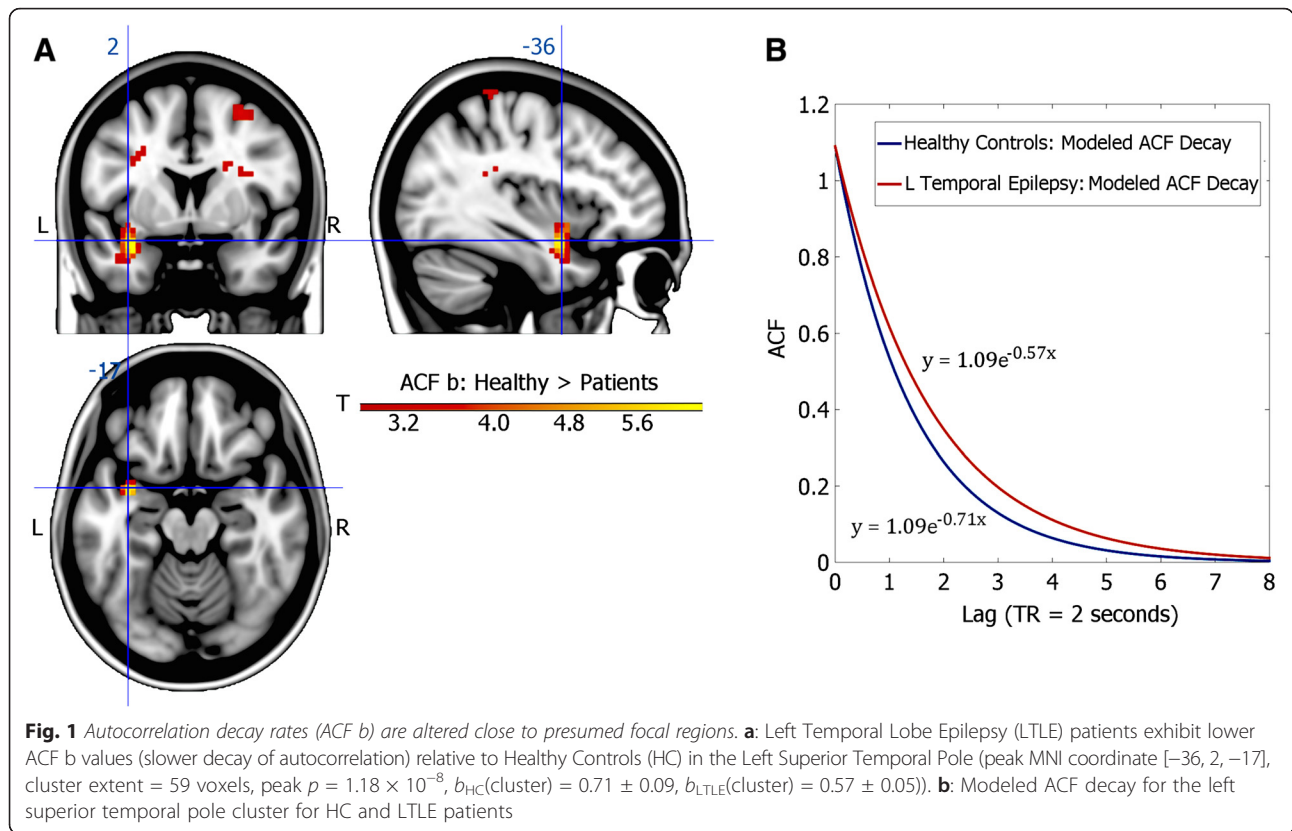 A
2
-36
L
R
-17
L
R
ACF b: Healthy > Patients
T
3.2 4.0 4.8 5.6
B
1.2
1
0.8
0.6
0.4
0.2
0
ACF
Healthy Controls: Modeled ACF Decay
L Temporal Epilepsy: Modeled ACF Decay
y = 1.09e^-0.57x
y = 1.09e^-0.71x
0 1 2 3 4 5 6 7 8
Lag (TR = 2 seconds)
Fig. 1 Autocorrelation decay rates (ACF b) are altered close to presumed focal regions. a: Left Temporal Lobe Epilepsy (LTLE) patients exhibit lower
ACF b values (slower decay of autocorrelation) relative to Healthy Controls (HC) in the Left Superior Temporal Pole (peak MNI coordinate [−36, 2, −17],
cluster extent = 59 voxels, peak p = 1.18 × 10⁻⁸, b_HC(cluster) = 0.71 ± 0.09, b_LTLE(cluster) = 0.57 ± 0.05)). b: Modeled ACF decay for the left
superior temporal pole cluster for HC and LTLE patients